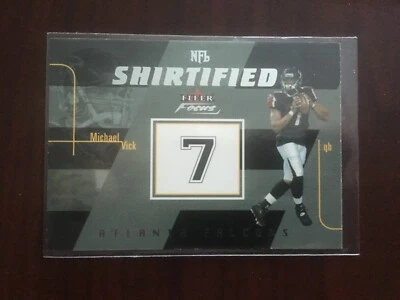 NFL
SHIRTIFIED
FLEER
Focus
Michael
Vick
7
qb
ATLANTA FALCONS